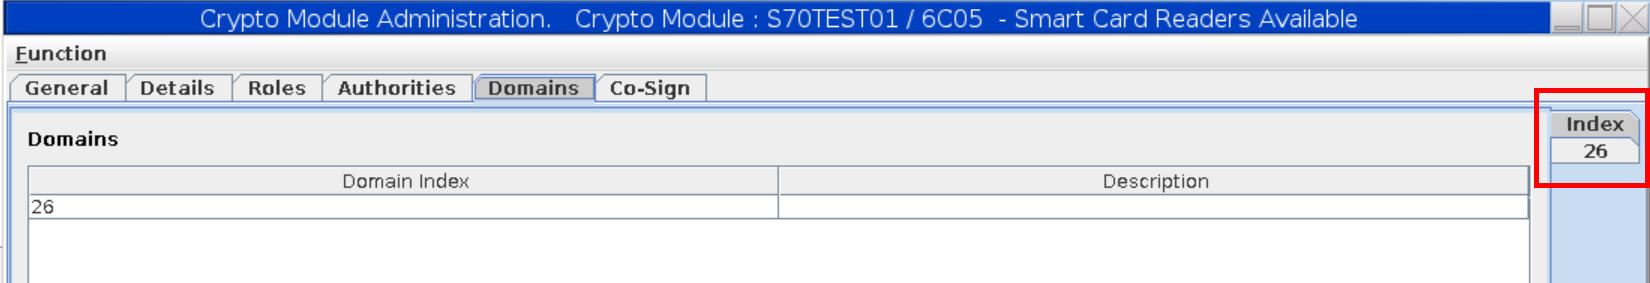 Crypto Module Administration.   Crypto Module : S70TEST01 / 6C05  - Smart Card Readers Available
Function
General Details Roles Authorities Domains Co-Sign
Index
26
Domains
Domain Index Description
26